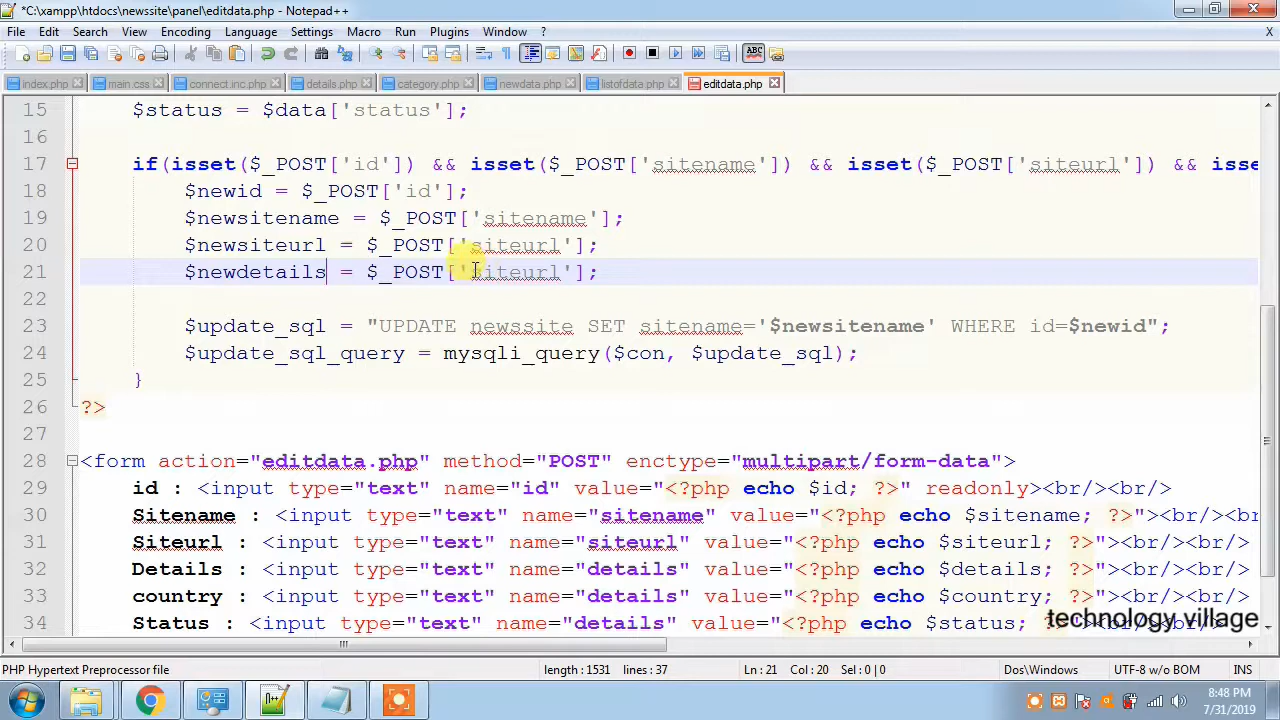 *C:\xampp\htdocs\newssite\panel\editdata.php - Notepad++
File Edit Search View Encoding Language Settings Macro Run Plugins Window ? X
index.php main.css connect.inc.php details.php category.php newdata.php listofdata.php editdata.php
15 $status = $data['status'];
16
17 if(isset($_POST['id']) && isset($_POST['sitename']) && isset($_POST['siteurl']) && isse
18 $newid = $_POST['id'];
19 $newsitename = $_POST['sitename'];
20 $newsiteurl = $_POST['siteurl'];
21 $newdetails = $_POST['siteurl'];
22
23 $update_sql = "UPDATE newssite SET sitename='$newsitename' WHERE id=$newid";
24 $update_sql_query = mysqli_query($con, $update_sql);
25 }
26 ?>
27
28 <form action="editdata.php" method="POST" enctype="multipart/form-data">
29 id : <input type="text" name="id" value="<?php echo $id; ?>" readonly><br/><br/>
30 Sitename : <input type="text" name="sitename" value="<?php echo $sitename; ?>"><br/><br
31 Siteurl : <input type="text" name="siteurl" value="<?php echo $siteurl; ?>"><br/><br/>
32 Details : <input type="text" name="details" value="<?php echo $details; ?>"><br/><br/>
33 country : <input type="text" name="details" value="<?php echo $country; ?>"><br/><br/>
34 Status : <input type="text" name="details" value="<?php echo $status; ?>"><br/><br/>
technology village
PHP Hypertext Preprocessor file length : 1531 lines : 37 Ln : 21 Col : 20 Sel : 0 | 0 Dos\Windows UTF-8 w/o BOM INS
8:48 PM
7/31/2019